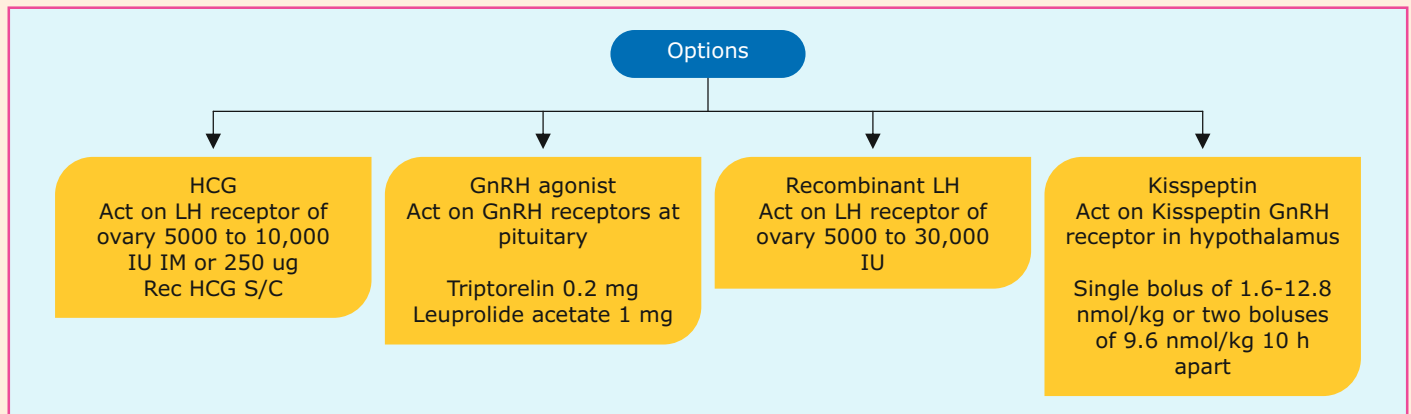 Options
HCG
Act on LH receptor of
ovary 5000 to 10,000
IU IM or 250 ug
Rec HCG S/C
GnRH agonist
Act on GnRH receptors at
pituitary
Triptorelin 0.2 mg
Leuprolide acetate 1 mg
Recombinant LH
Act on LH receptor of
ovary 5000 to 30,000
IU
Kisspeptin
Act on Kisspeptin GnRH
receptor in hypothalamus
Single bolus of 1.6-12.8
nmol/kg or two boluses
of 9.6 nmol/kg 10 h
apart